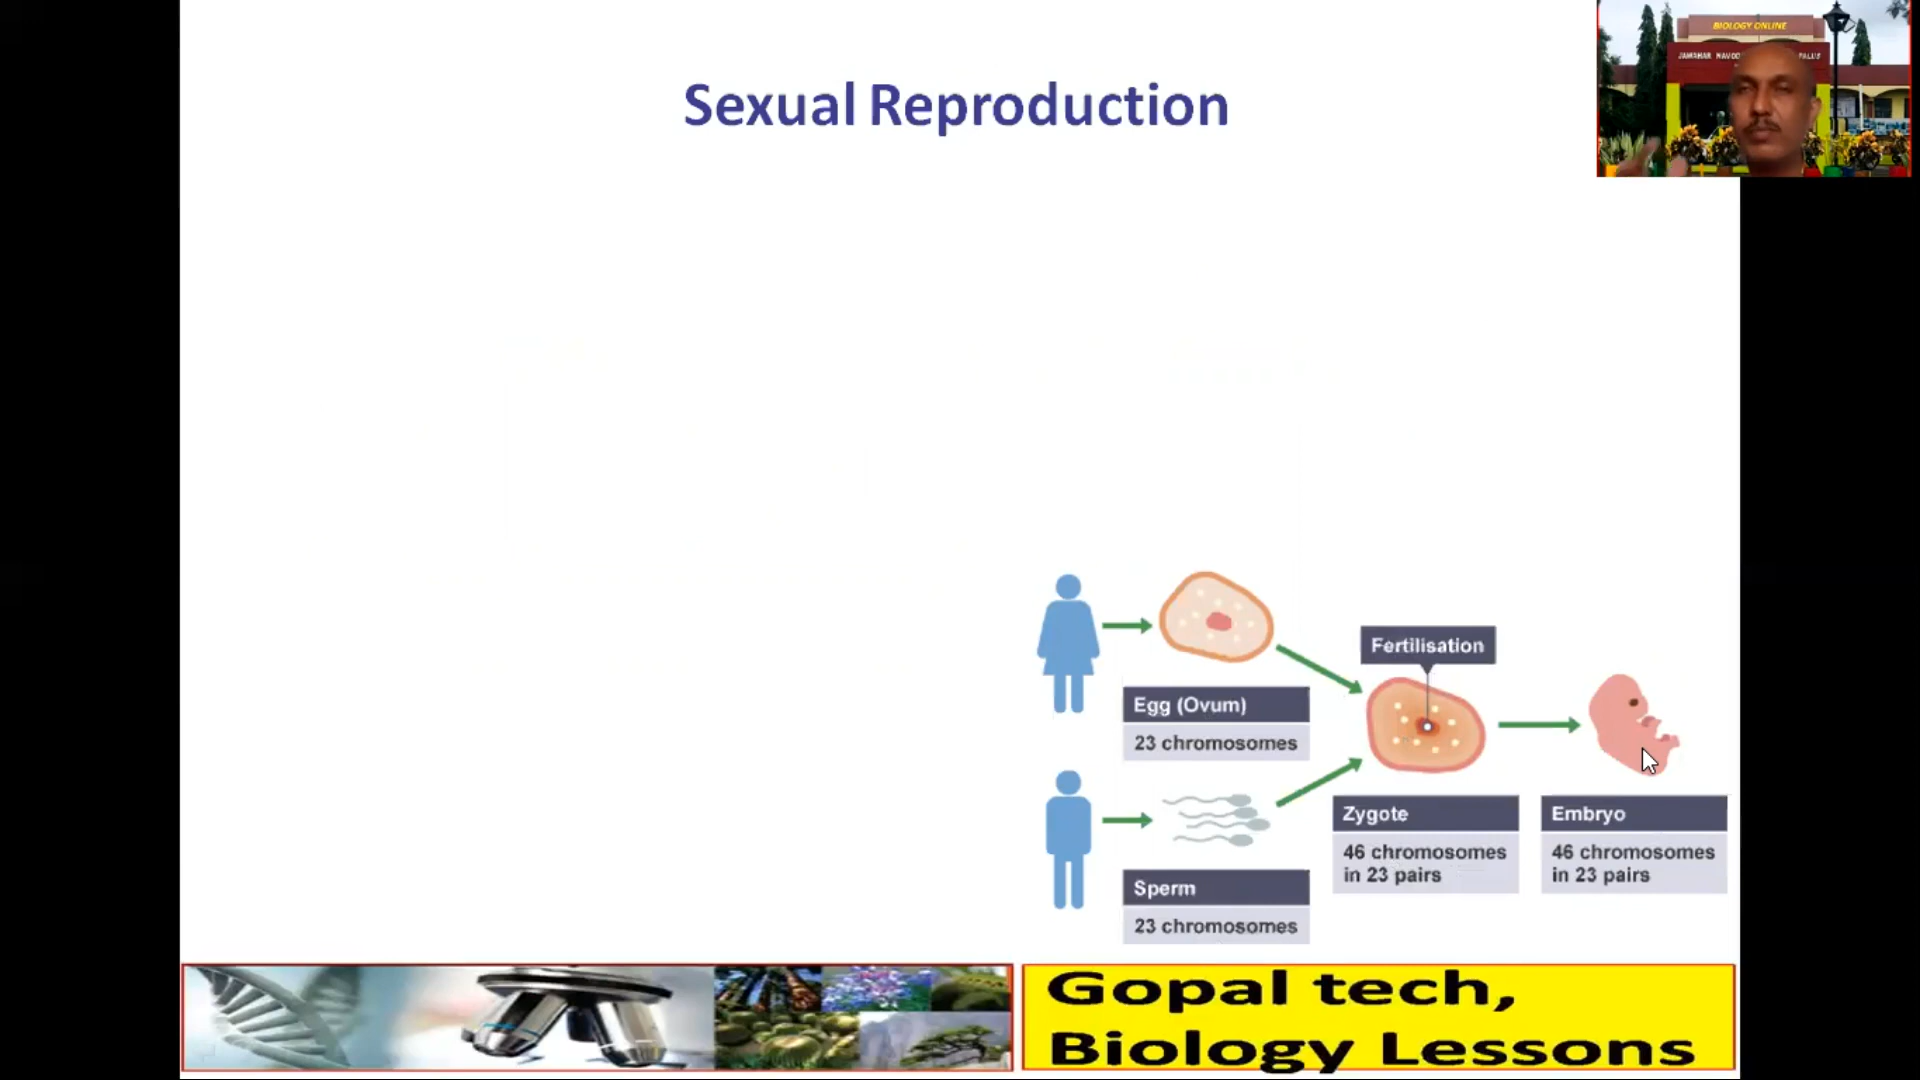 BIOLOGY ONLINE
JAWAHAR
Sexual Reproduction
Fertilisation
Egg (Ovum)
23 chromosomes
Zygote
46 chromosomes
in 23 pairs
Embryo
46 chromosomes
in 23 pairs
Sperm
23 chromosomes
Gopal tech,
Biology Lessons